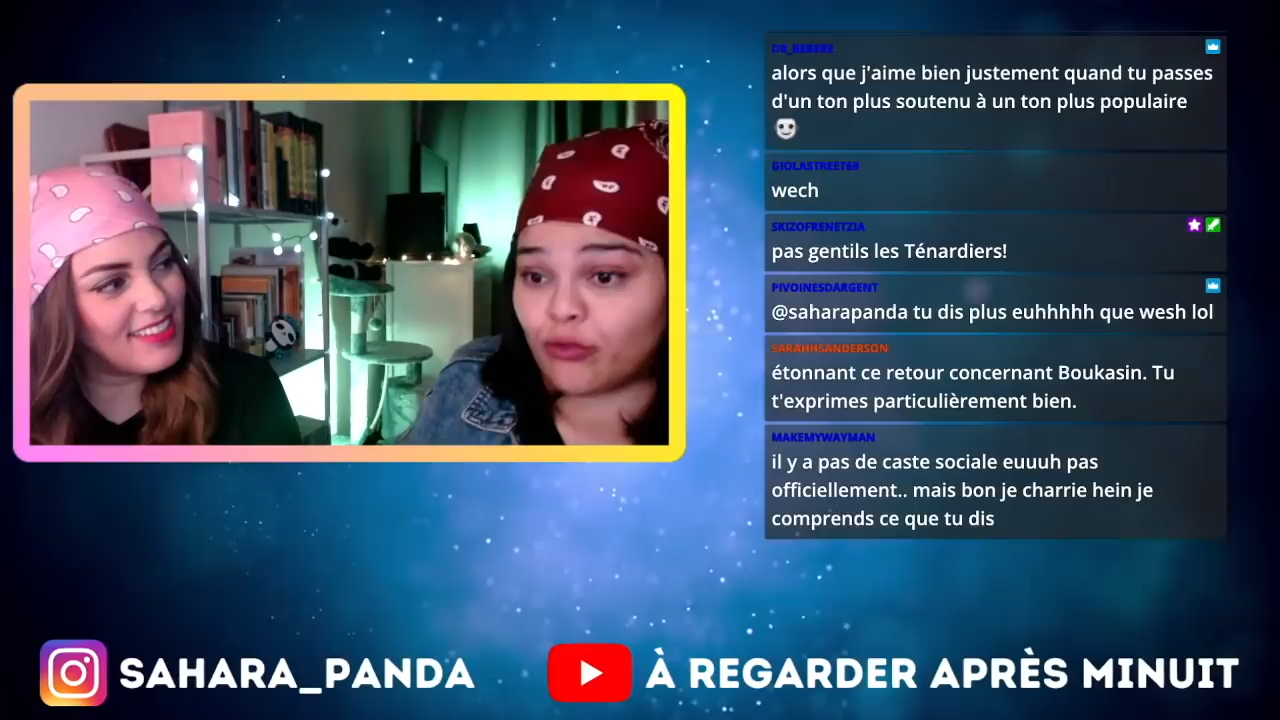 DR_BEBERE
alors que j'aime bien justement quand tu passes
d'un ton plus soutenu à un ton plus populaire
GIOLASTREET69
wech
SKIZOFRENETZIA
pas gentils les Ténardiers!
PIVOINESDARGENT
@saharapanda tu dis plus euhhhhh que wesh lol
SARAHHSANDERSON
étonnant ce retour concernant Boukasin. Tu
t'exprimes particulièrement bien.
MAKEMYWAYMAN
il y a pas de caste sociale euuuh pas
officiellement.. mais bon je charrie hein je
comprends ce que tu dis
SAHARA_PANDA
À REGARDER APRÈS MINUIT